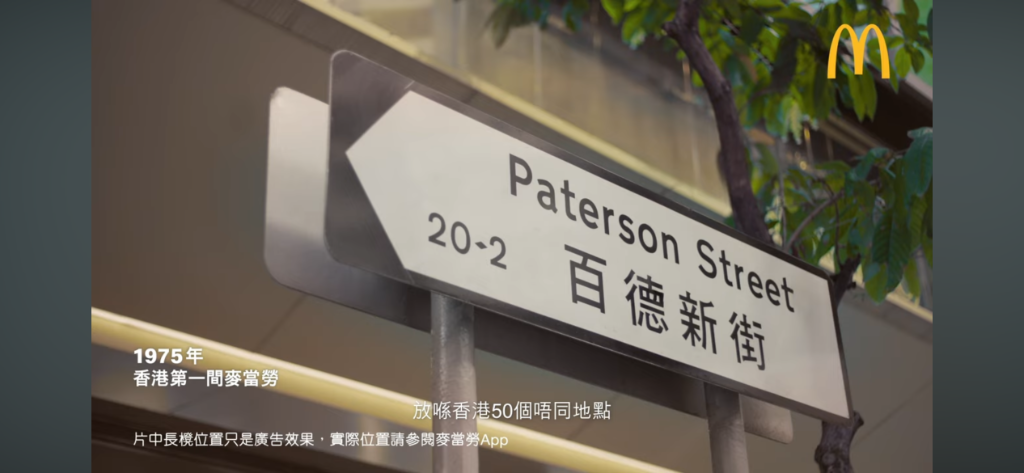 Paterson Street
20-2
百德新街
1975年
香港第一間麥當勞
放喺香港50個唔同地點
片中長櫈位置只是廣告效果，實際位置請參閱麥當勞App